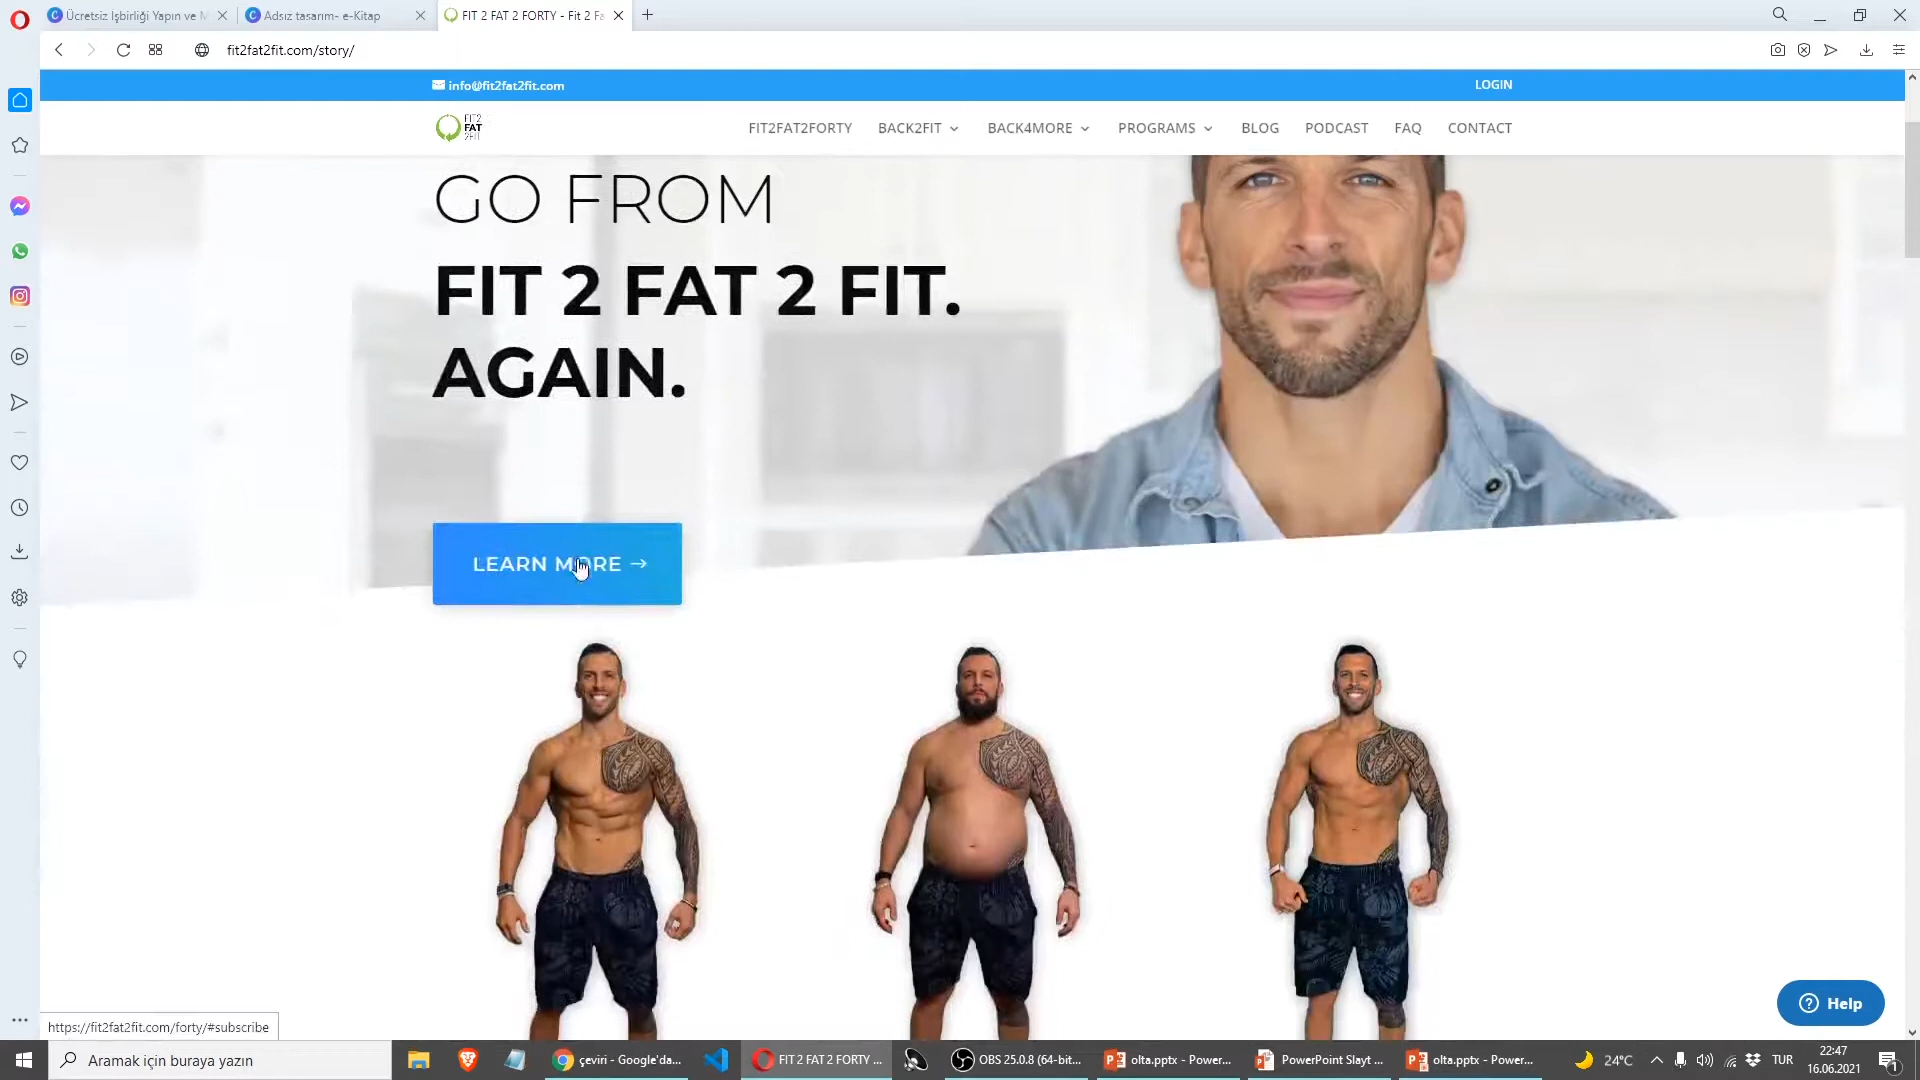 Ücretsiz İşbirliği Yapın ve M
Adsız tasarım- e-Kitap
FIT 2 FAT 2 FORTY - Fit 2 Fa
fit2fat2fit.com/story/
info@fit2fat2fit.com
LOGIN
FIT2
FAT
2FIT
FIT2FAT2FORTY
BACK2FIT
BACK4MORE
PROGRAMS
BLOG
PODCAST
FAQ
CONTACT
GO FROM
FIT 2 FAT 2 FIT.
AGAIN.
LEARN MORE →
Help
https://fit2fat2fit.com/forty/#subscribe
Aramak için buraya yazın
çeviri - Google'da...
FIT 2 FAT 2 FORTY ...
OBS 25.0.8 (64-bit...
olta.pptx - Power...
PowerPoint Slayt ...
olta.pptx - Power...
24°C
TUR
22:47
16.06.2021
1